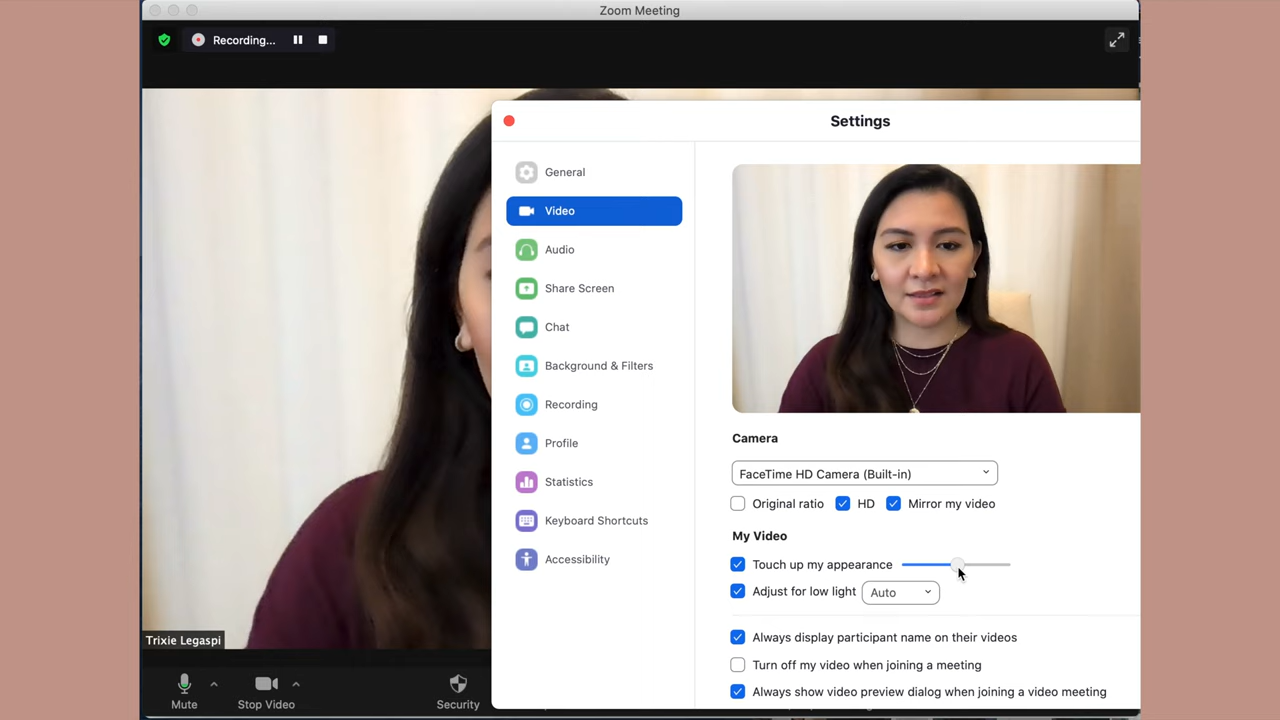 Zoom Meeting
Recording...
Settings
General
Video
Audio
Share Screen
Chat
Background & Filters
Recording
Profile
Statistics
Keyboard Shortcuts
Accessibility
Camera
FaceTime HD Camera (Built-in)
Original ratio HD Mirror my video
My Video
Touch up my appearance
Adjust for low light Auto
Always display participant name on their videos
Turn off my video when joining a meeting
Always show video preview dialog when joining a video meeting
Trixie Legaspi
Mute Stop Video Security